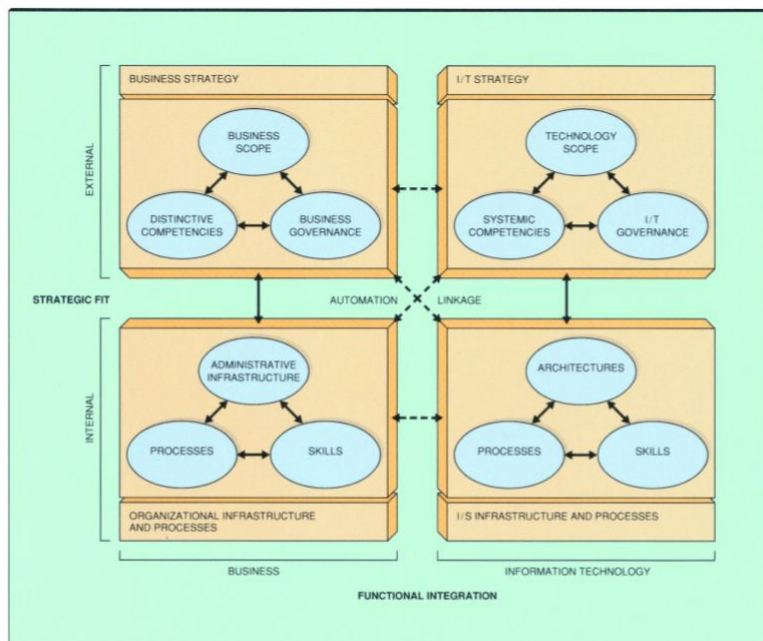 BUSINESS STRATEGY
I/T STRATEGY
EXTERNAL
BUSINESS
SCOPE
DISTINCTIVE
COMPETENCIES
BUSINESS
GOVERNANCE
TECHNOLOGY
SCOPE
SYSTEMIC
COMPETENCIES
I/T
GOVERNANCE
STRATEGIC FIT
AUTOMATION
LINKAGE
INTERNAL
ADMINISTRATIVE
INFRASTRUCTURE
PROCESSES
SKILLS
ARCHITECTURES
PROCESSES
SKILLS
ORGANIZATIONAL INFRASTRUCTURE
AND PROCESSES
I/S INFRASTRUCTURE AND PROCESSES
BUSINESS
INFORMATION TECHNOLOGY
FUNCTIONAL INTEGRATION